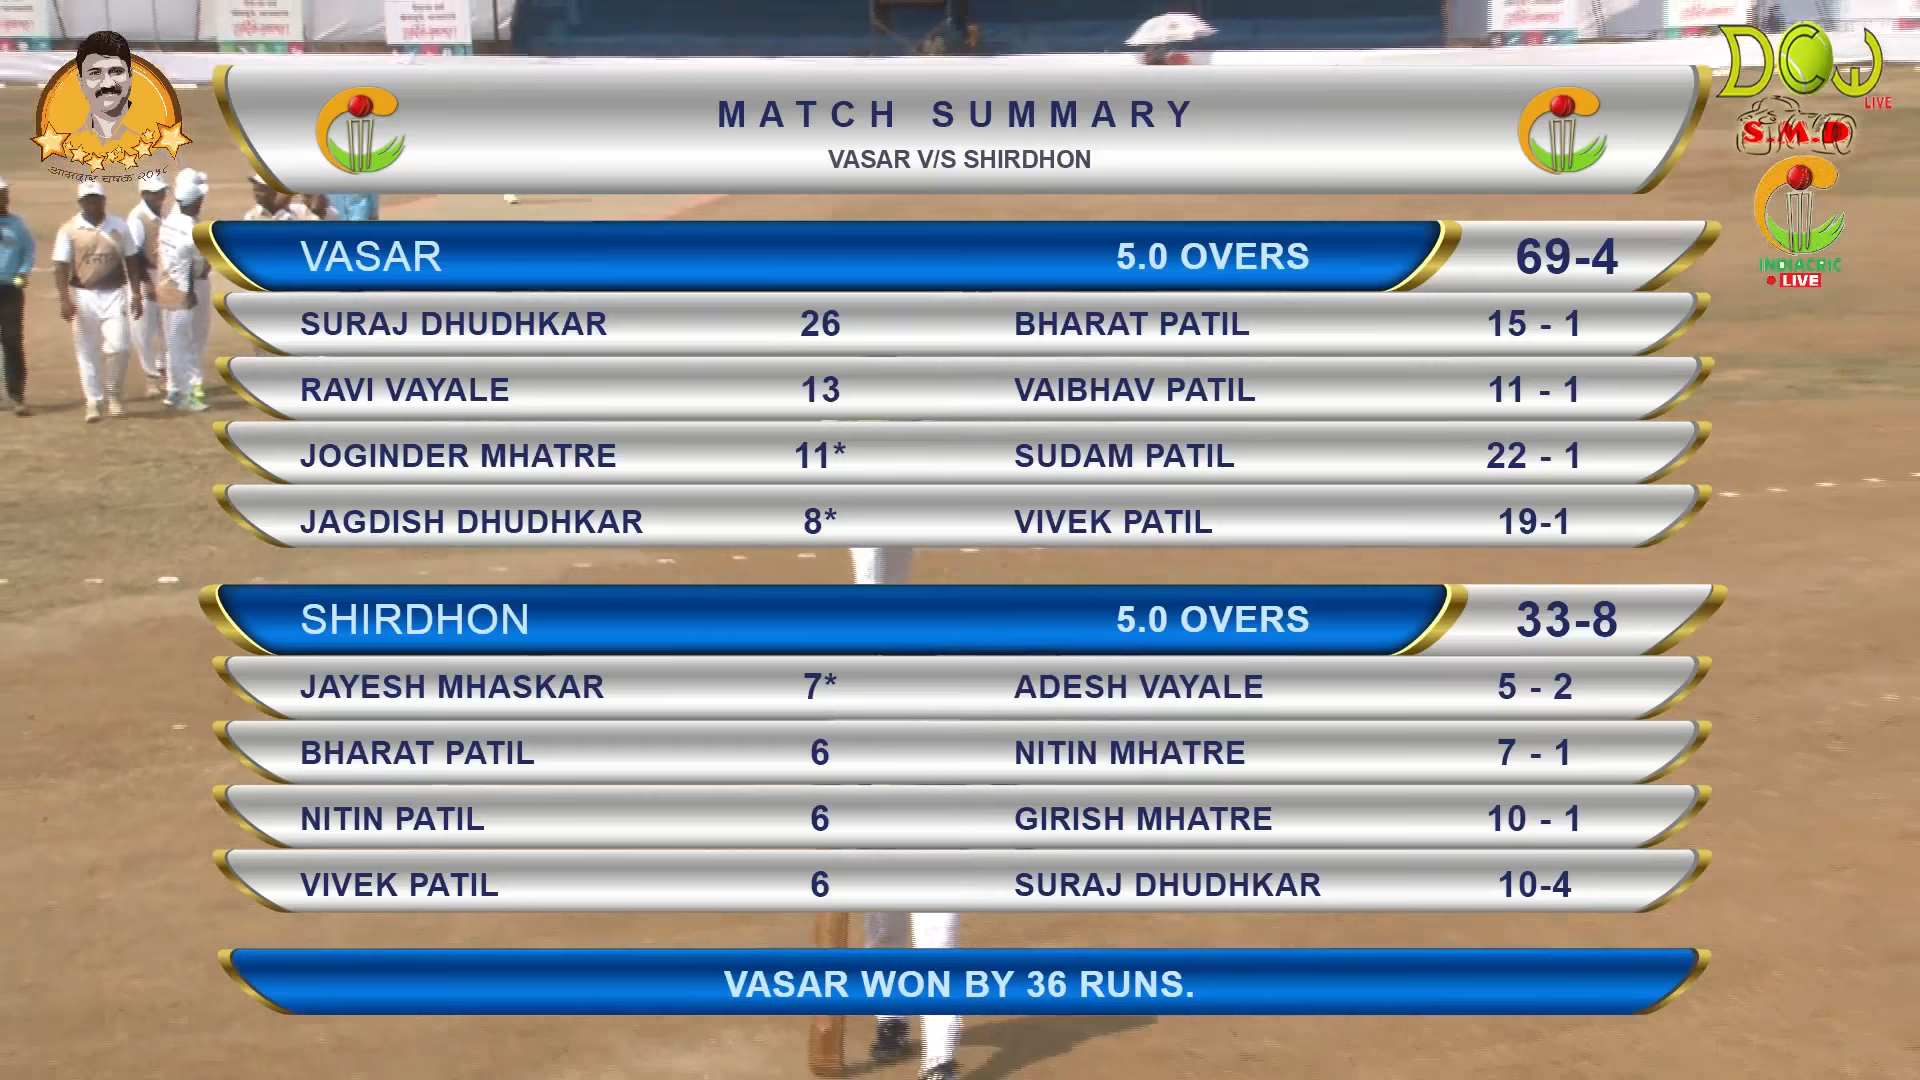 MATCH SUMMARY
VASAR V/S SHIRDHON
VASAR 5.0 OVERS 69-4
SURAJ DHUDHKAR 26 BHARAT PATIL 15 - 1
RAVI VAYALE 13 VAIBHAV PATIL 11 - 1
JOGINDER MHATRE 11* SUDAM PATIL 22 - 1
JAGDISH DHUDHKAR 8* VIVEK PATIL 19-1
SHIRDHON 5.0 OVERS 33-8
JAYESH MHASKAR 7* ADESH VAYALE 5 - 2
BHARAT PATIL 6 NITIN MHATRE 7 - 1
NITIN PATIL 6 GIRISH MHATRE 10 - 1
VIVEK PATIL 6 SURAJ DHUDHKAR 10-4
VASAR WON BY 36 RUNS.
आमदार चषक २०१८
DCJ
LIVE
S.M.D
INDIACRIC
LIVE